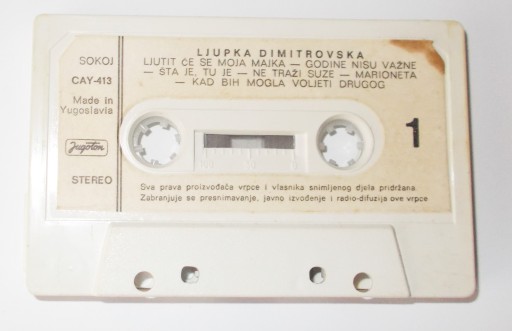 LJUPKA DIMITROVSKA
SOKOJ
CAY-413
Made in
Yugoslavia
Jugoton
STEREO
LJUTIT ĆE SE MOJA MAJKA — GODINE NISU VAŽNE
— ŠTA JE, TU JE — NE TRAŽI SUZE — MARIONETA
— KAD BIH MOGLA VOLJETI DRUGOG
1
Sva prava proizvođača vrpce i vlasnika snimljenog djela pridržana.
Zabranjuje se presnimavanje, javno izvođenje i radio-difuzija ove vrpce